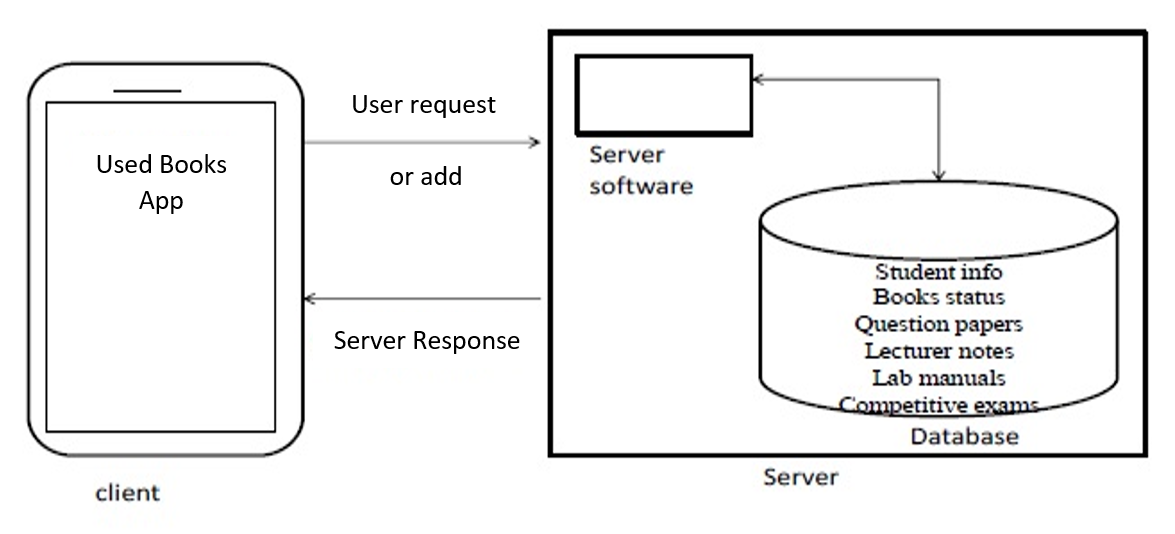 Used Books
App
User request
or add
Server Response
client
Server
software
Student info
Books status
Question papers
Lecturer notes
Lab manuals
Competitive exams
Database
Server